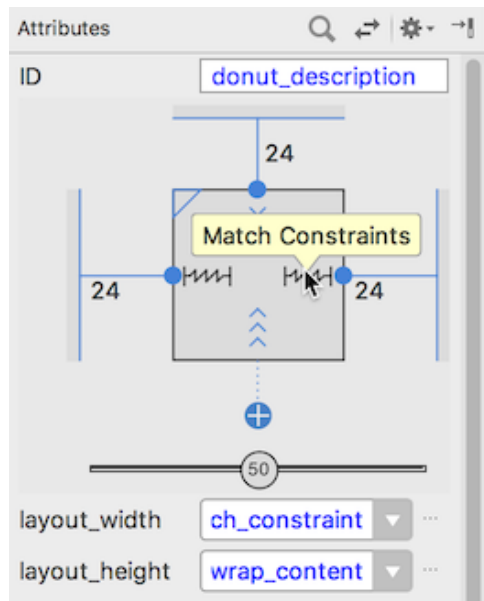 Attributes
ID donut_description
24
Match Constraints
24 24
50
layout_width ch_constraint
layout_height wrap_content